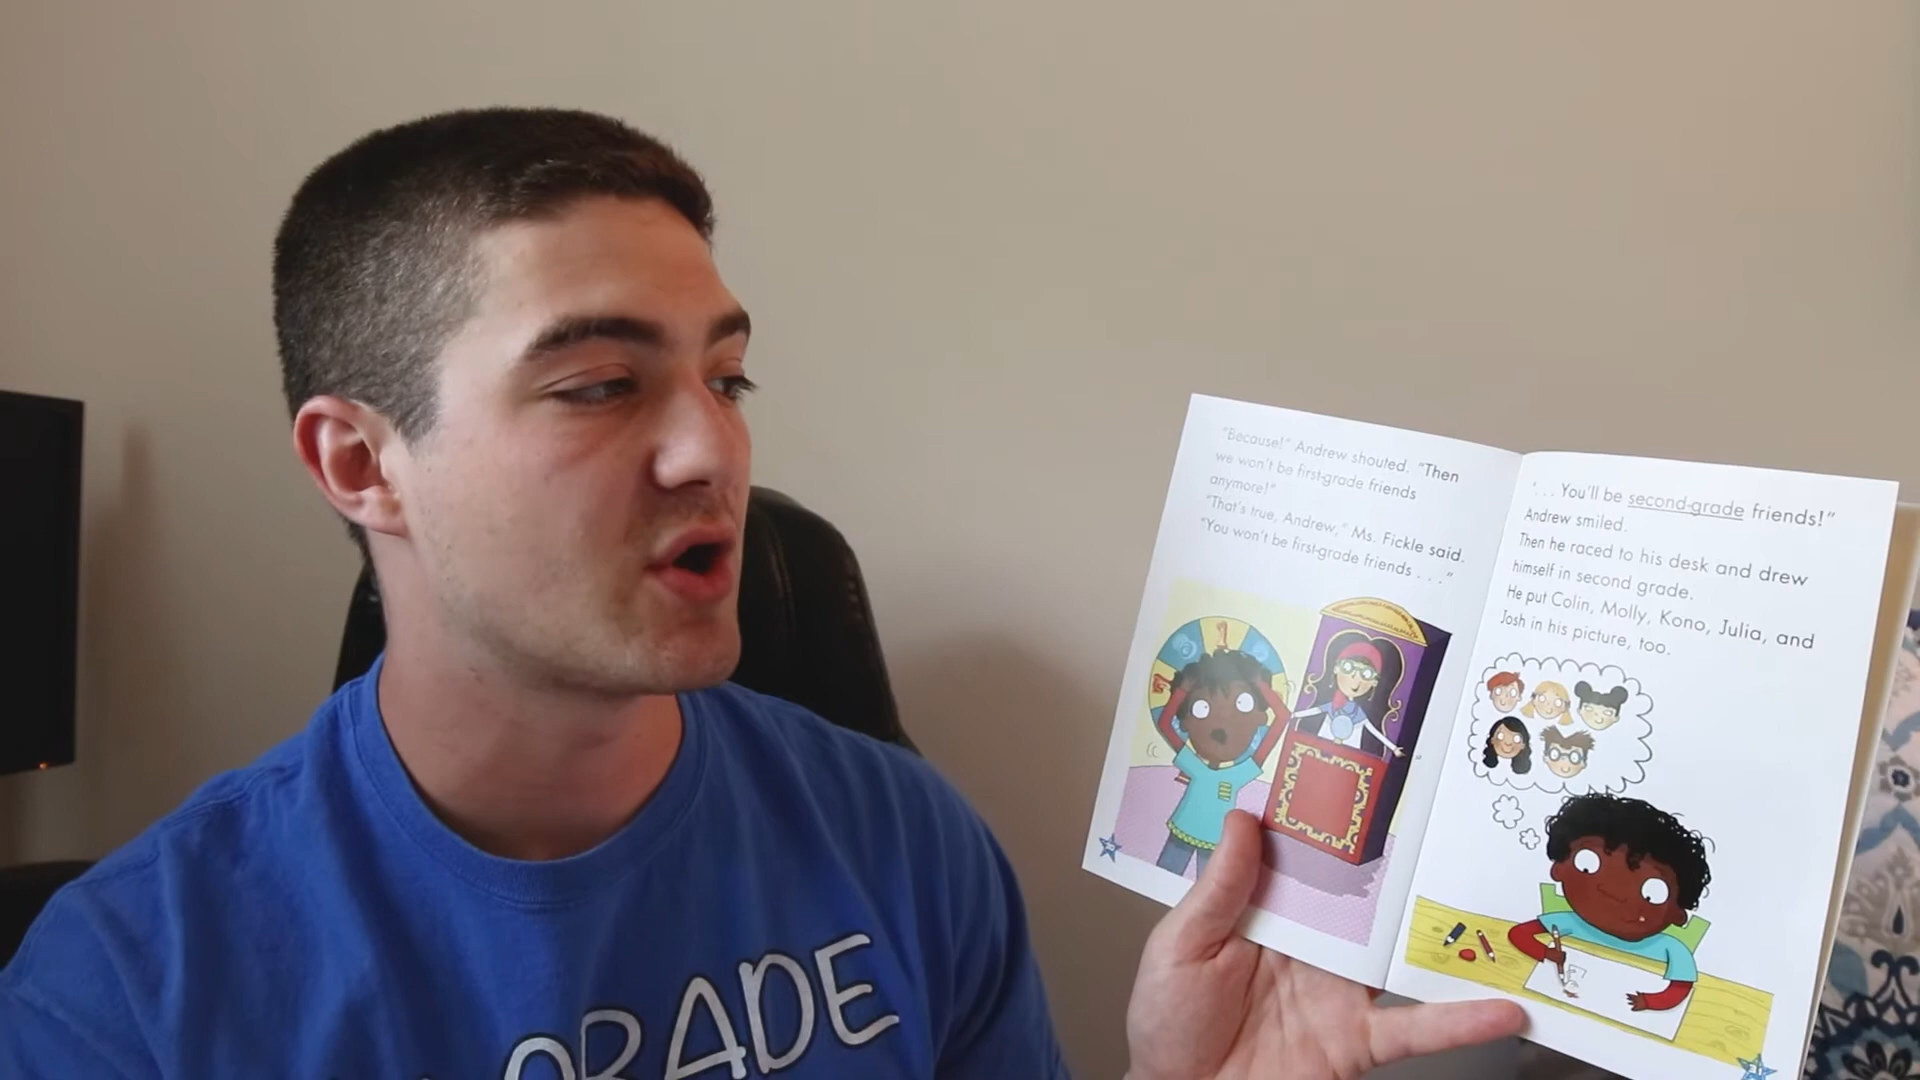 "Because!" Andrew shouted. "Then
we won't be first-grade friends
anymore!"
"That's true, Andrew," Ms. Fickle said.
"You won't be first-grade friends . . ."
". . . You'll be second-grade friends!"
Andrew smiled.
Then he raced to his desk and drew
himself in second grade.
He put Colin, Molly, Kono, Julia, and
Josh in his picture, too.
GRADE